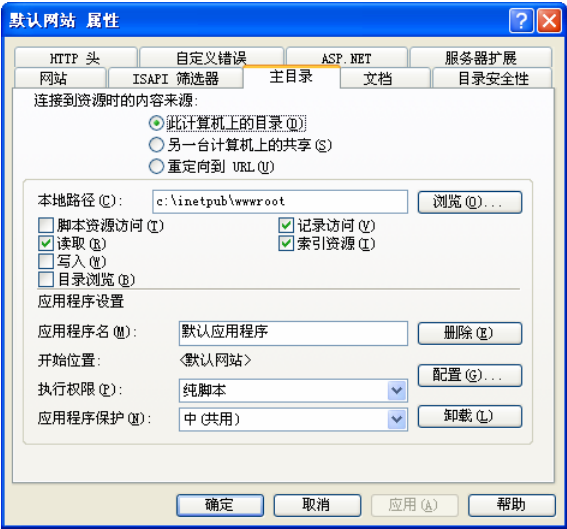 默认网站 属性
HTTP 头 自定义错误 ASP.NET 服务器扩展
网站 ISAPI 筛选器 主目录 文档 目录安全性
连接到资源时的内容来源:
此计算机上的目录(D)
另一台计算机上的共享(S)
重定向到 URL(U)
本地路径(C): c:\inetpub\wwwroot 浏览(O)...
脚本资源访问(T) 记录访问(V)
读取(R) 索引资源(I)
写入(W)
目录浏览(B)
应用程序设置
应用程序名(M): 默认应用程序 删除(E)
开始位置: <默认网站>
配置(G)...
执行权限(P): 纯脚本
应用程序保护(N): 中(共用) 卸载(L)
确定 取消 应用(A) 帮助